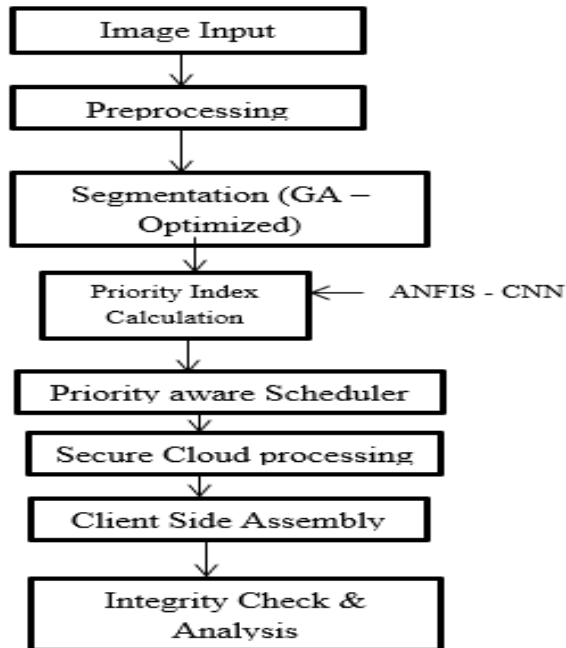 Image Input
Preprocessing
Segmentation (GA –
Optimized)
Priority Index
Calculation
ANFIS - CNN
Priority aware Scheduler
Secure Cloud processing
Client Side Assembly
Integrity Check &
Analysis